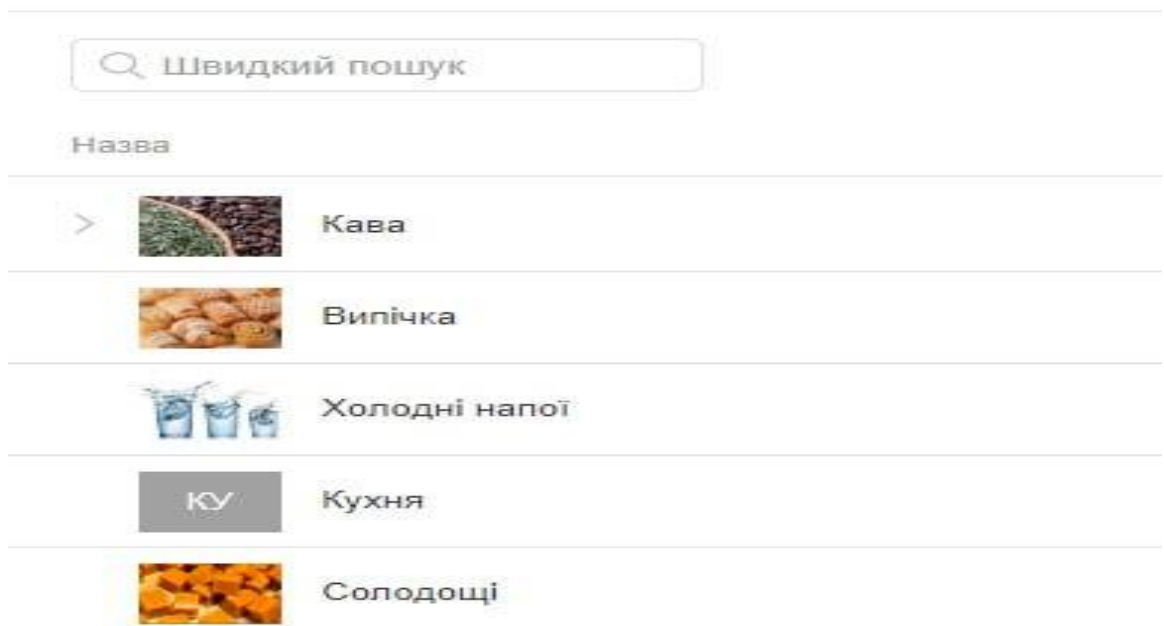 Швидкий пошук
Назва
Кава
Випічка
Холодні напої
КУ Кухня
Солодощі